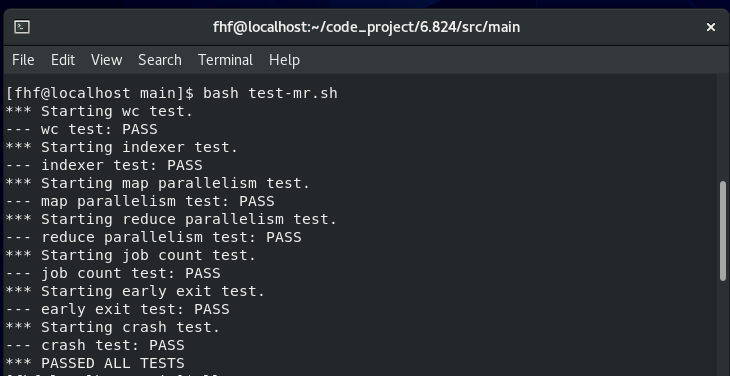 fhf@localhost:~/code_project/6.824/src/main
File Edit View Search Terminal Help
[fhf@localhost main]$ bash test-mr.sh
*** Starting wc test.
--- wc test: PASS
*** Starting indexer test.
--- indexer test: PASS
*** Starting map parallelism test.
--- map parallelism test: PASS
*** Starting reduce parallelism test.
--- reduce parallelism test: PASS
*** Starting job count test.
--- job count test: PASS
*** Starting early exit test.
--- early exit test: PASS
*** Starting crash test.
--- crash test: PASS
*** PASSED ALL TESTS